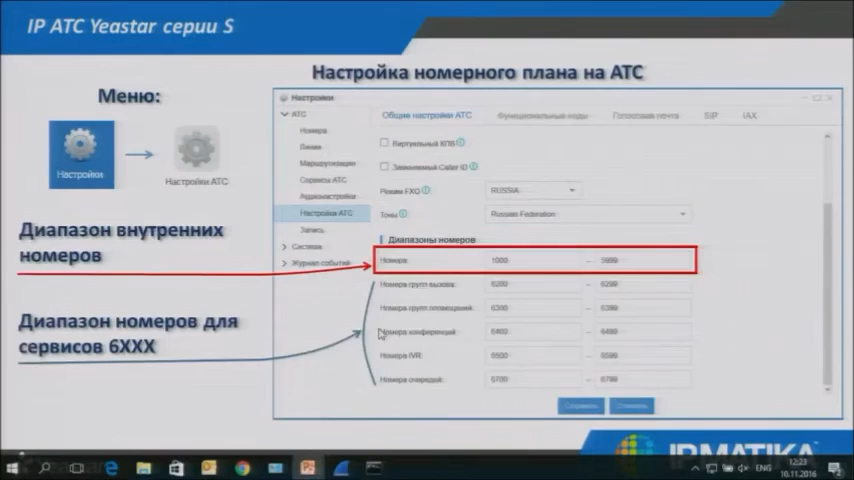 IP АТС Yeastar серии S
Настройка номерного плана на АТС
Меню:
Настройки
Настройки АТС
Диапазон внутренних
номеров
Диапазон номеров для
сервисов 6XXX
Настройки
АТС
Номера
Линии
Маршрутизация
Сервисы АТС
Аудионастройки
Настройки АТС
Запись
Система
Журнал событий
Общие настройки АТС
Функциональные коды
Голосовая почта
SIP
IAX
Виртуальный КПВ
Заменяемый Caller ID
Режим FXO
RUSSIA
Тоны
Russian Federation
Диапазоны номеров
Номера 1000 – 5999
Номера групп вызова: 6200 – 6299
Номера групп оповещения: 6300 – 6399
Номера конференций: 6400 – 6499
Номера IVR: 6500 – 6599
Номера очередей: 6700 – 6799
Сохранить
Отменить
IPMATIKA
ENG
12:23
10.11.2016